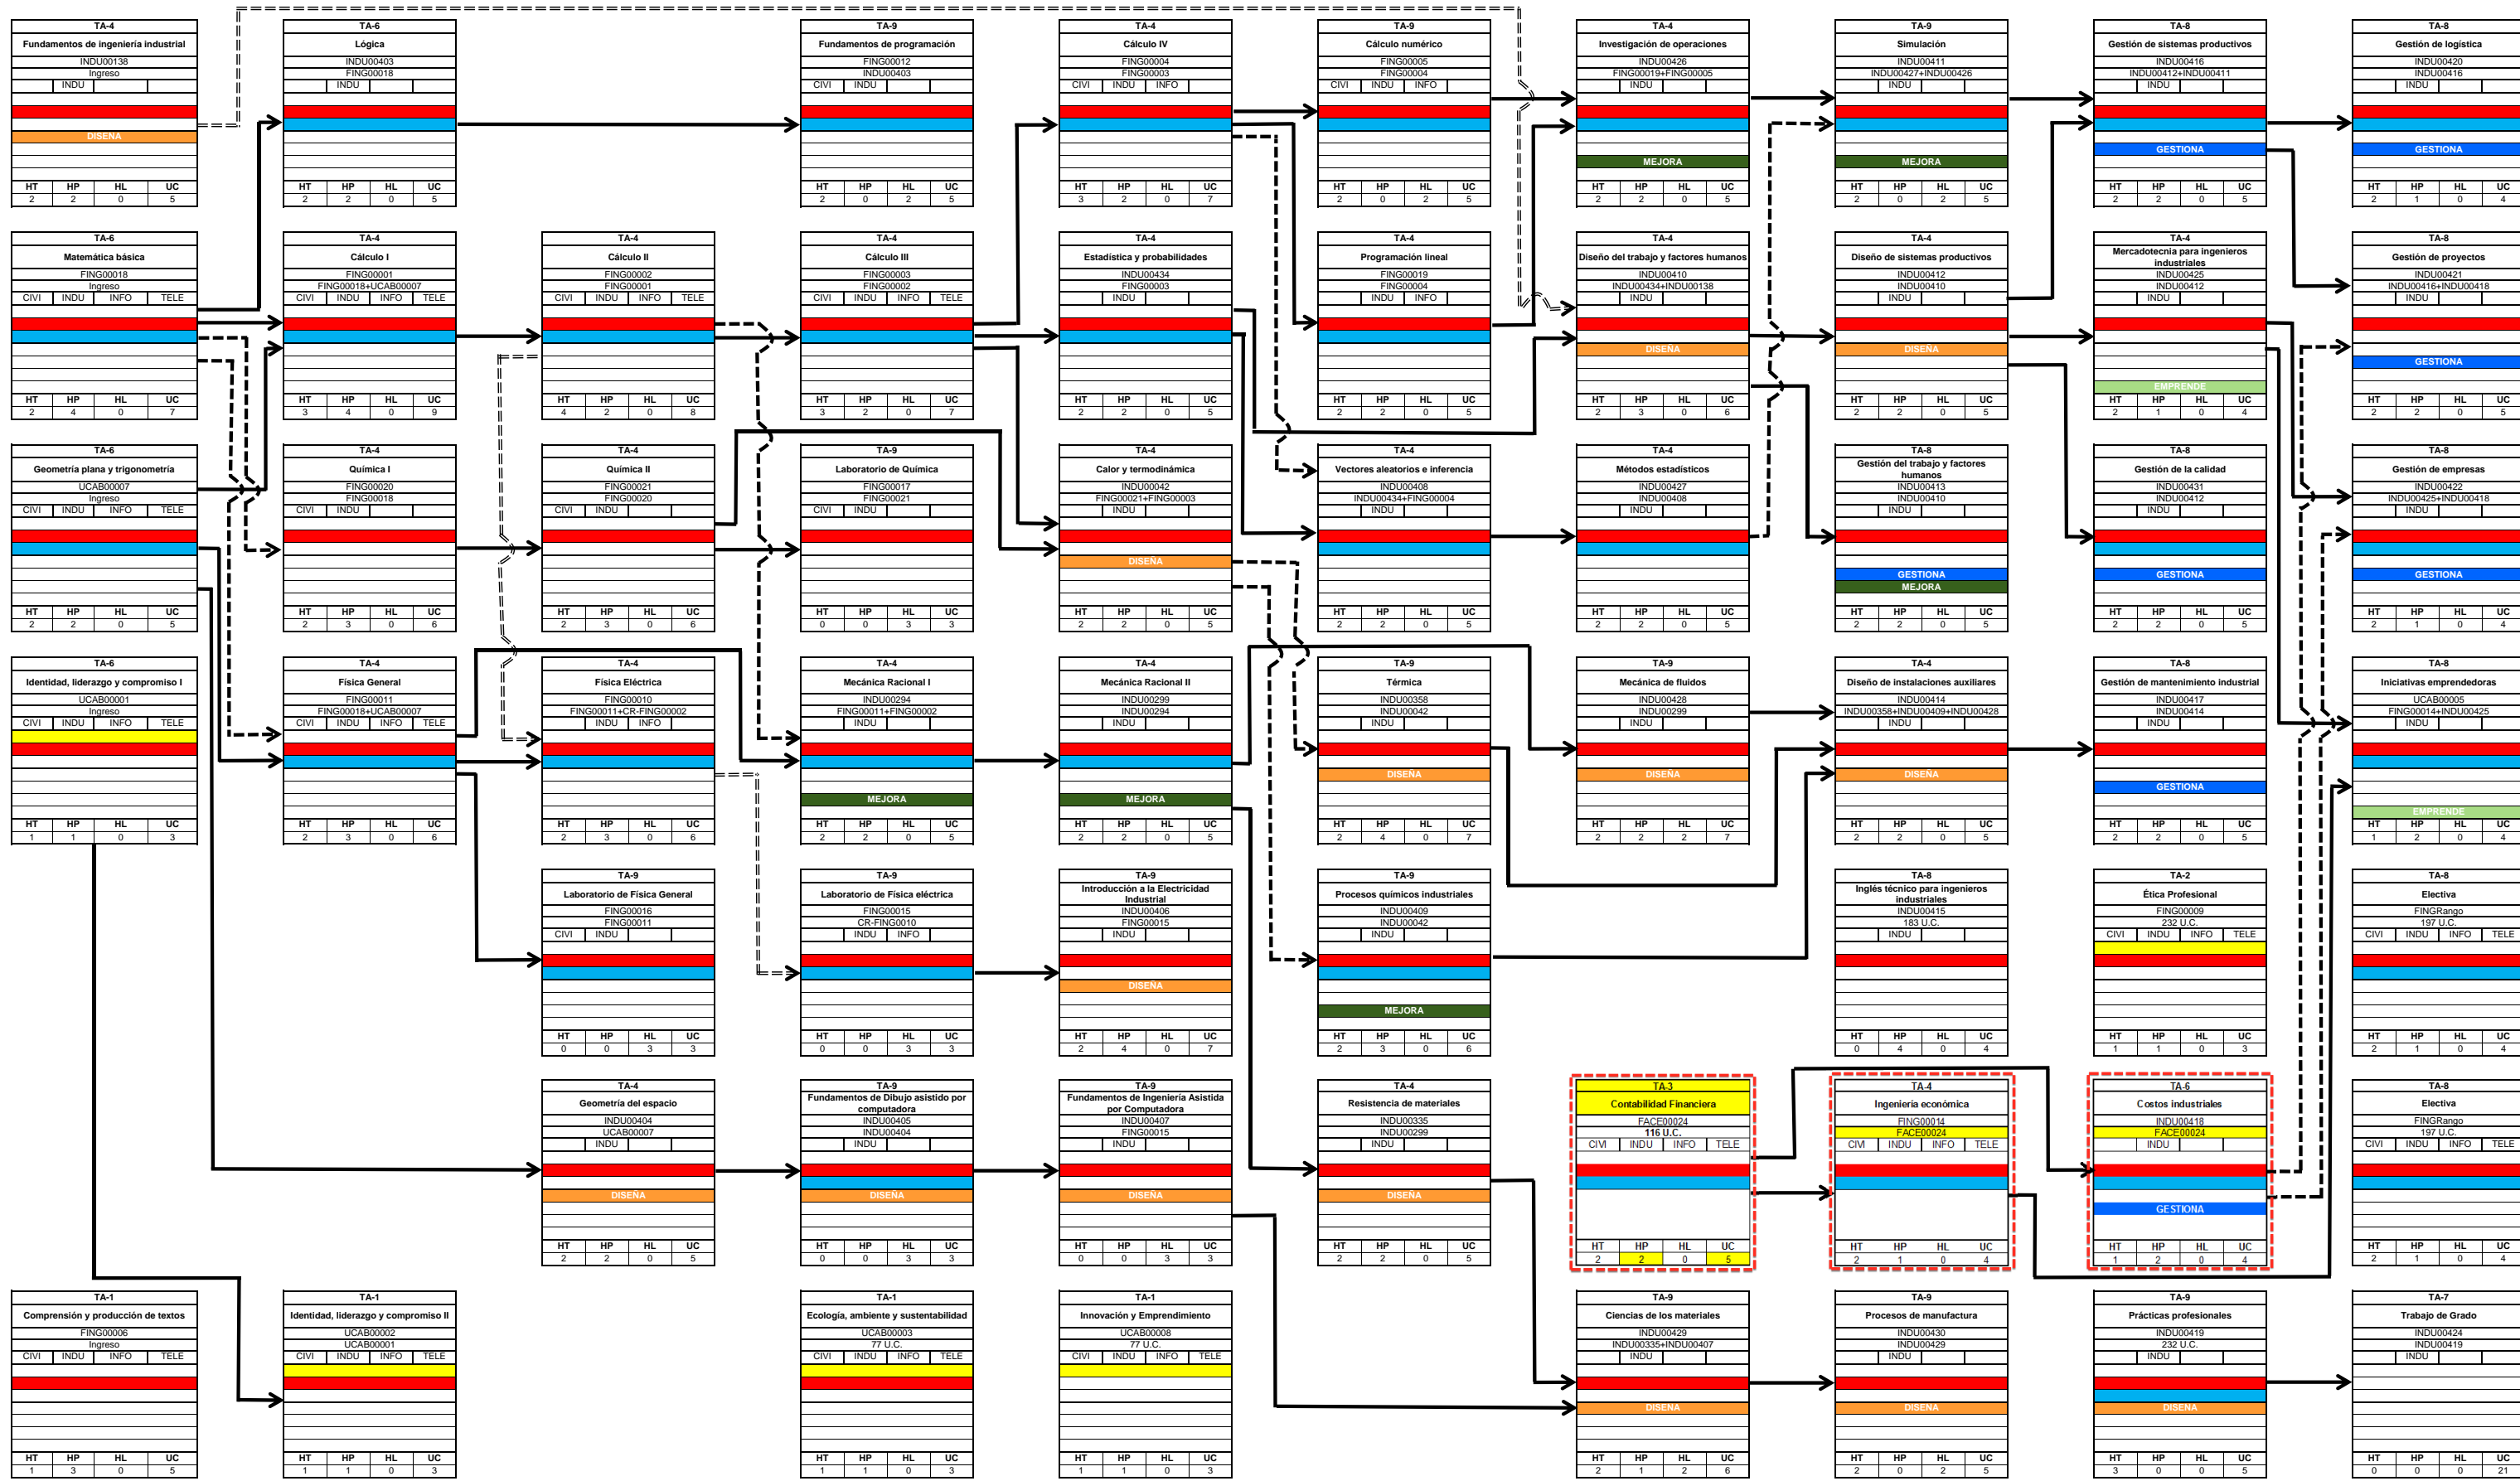 TA-4
Fundamentos de ingeniería industrial
INDU00138
Ingreso
INDU
DISEÑA
HT HP HL UC
2 2 0 5
TA-6
Lógica
INDU00403
FING00018
INDU
HT HP HL UC
2 2 0 5
TA-9
Fundamentos de programación
FING00012
INDU00403
CIVI INDU
HT HP HL UC
2 0 2 5
TA-4
Cálculo IV
FING00004
FING00003
CIVI INDU INFO
HT HP HL UC
3 2 0 7
TA-9
Cálculo numérico
FING00005
FING00004
CIVI INDU INFO
HT HP HL UC
2 0 2 5
TA-4
Investigación de operaciones
INDU00426
FING00019+FING00005
INDU
MEJORA
HT HP HL UC
2 2 0 5
TA-9
Simulación
INDU00411
INDU00427+INDU00426
INDU
MEJORA
HT HP HL UC
2 0 2 5
TA-8
Gestión de sistemas productivos
INDU00416
INDU00412+INDU00411
INDU
GESTIONA
HT HP HL UC
2 2 0 5
TA-8
Gestión de logística
INDU00420
INDU00416
INDU
GESTIONA
HT HP HL UC
2 1 0 4
TA-6
Matemática básica
FING00018
Ingreso
CIVI INDU INFO TELE
HT HP HL UC
2 4 0 7
TA-4
Cálculo I
FING00001
FING00018+UCAB00007
CIVI INDU INFO TELE
HT HP HL UC
3 4 0 9
TA-4
Cálculo II
FING00002
FING00001
CIVI INDU INFO TELE
HT HP HL UC
4 2 0 8
TA-4
Cálculo III
FING00003
FING00002
CIVI INDU INFO TELE
HT HP HL UC
3 2 0 7
TA-4
Estadística y probabilidades
INDU00434
FING00003
INDU
HT HP HL UC
2 2 0 5
TA-4
Programación lineal
FING00019
FING00004
INDU INFO
HT HP HL UC
2 2 0 5
TA-4
Diseño del trabajo y factores humanos
INDU00410
INDU00434+INDU00138
INDU
DISEÑA
HT HP HL UC
2 3 0 6
TA-4
Diseño de sistemas productivos
INDU00412
INDU00410
INDU
DISEÑA
HT HP HL UC
2 2 0 5
TA-4
Mercadotecnia para ingenieros
industriales
INDU00425
INDU00412
INDU
EMPRENDE
HT HP HL UC
2 1 0 4
TA-8
Gestión de proyectos
INDU00421
INDU00416+INDU00418
INDU
GESTIONA
HT HP HL UC
2 2 0 5
TA-6
Geometría plana y trigonometría
UCAB00007
Ingreso
CIVI INDU INFO TELE
HT HP HL UC
2 2 0 5
TA-4
Química I
FING00020
FING00018
CIVI INDU
HT HP HL UC
2 3 0 6
TA-4
Química II
FING00021
FING00020
CIVI INDU
HT HP HL UC
2 3 0 6
TA-9
Laboratorio de Química
FING00017
FING00021
CIVI INDU
HT HP HL UC
0 0 3 3
TA-4
Calor y termodinámica
INDU00042
FING00021+FING00003
INDU
DISEÑA
HT HP HL UC
2 2 0 5
TA-4
Vectores aleatorios e inferencia
INDU00408
INDU00434+FING00004
INDU
HT HP HL UC
2 2 0 5
TA-4
Métodos estadísticos
INDU00427
INDU00408
INDU
HT HP HL UC
2 2 0 5
TA-8
Gestión del trabajo y factores
humanos
INDU00413
INDU00410
INDU
GESTIONA
MEJORA
HT HP HL UC
2 2 0 5
TA-8
Gestión de la calidad
INDU00431
INDU00412
INDU
GESTIONA
HT HP HL UC
2 2 0 5
TA-8
Gestión de empresas
INDU00422
INDU00425+INDU00418
INDU
GESTIONA
HT HP HL UC
2 1 0 4
TA-6
Identidad, liderazgo y compromiso I
UCAB00001
Ingreso
CIVI INDU INFO TELE
HT HP HL UC
1 1 0 3
TA-4
Física General
FING00011
FING00018+UCAB00007
CIVI INDU INFO TELE
HT HP HL UC
2 3 0 6
TA-4
Física Eléctrica
FING00010
FING00011+CR-FING00002
INDU INFO
HT HP HL UC
2 3 0 6
TA-4
Mecánica Racional I
INDU00294
FING00011+FING00002
INDU
MEJORA
HT HP HL UC
2 2 0 5
TA-4
Mecánica Racional II
INDU00299
INDU00294
INDU
MEJORA
HT HP HL UC
2 2 0 5
TA-9
Térmica
INDU00358
INDU00042
INDU
DISEÑA
HT HP HL UC
2 4 0 7
TA-9
Mecánica de fluidos
INDU00428
INDU00299
INDU
DISEÑA
HT HP HL UC
2 2 2 7
TA-4
Diseño de instalaciones auxiliares
INDU00414
INDU00358+INDU00409+INDU00428
INDU
DISEÑA
HT HP HL UC
2 2 0 5
TA-8
Gestión de mantenimiento industrial
INDU00417
INDU00414
INDU
GESTIONA
HT HP HL UC
2 2 0 5
TA-8
Iniciativas emprendedoras
UCAB00005
FING00014+INDU00425
INDU
EMPRENDE
HT HP HL UC
1 2 0 4
TA-9
Laboratorio de Física General
FING00016
FING00011
CIVI INDU
HT HP HL UC
0 0 3 3
TA-9
Laboratorio de Física eléctrica
FING00015
CR-FING0010
INDU INFO
HT HP HL UC
0 0 3 3
TA-9
Introducción a la Electricidad
Industrial
INDU00406
FING00015
INDU
DISEÑA
HT HP HL UC
2 4 0 7
TA-9
Procesos químicos industriales
INDU00409
INDU00042
INDU
MEJORA
HT HP HL UC
2 3 0 6
TA-8
Inglés técnico para ingenieros
industriales
INDU00415
183 U.C.
INDU
HT HP HL UC
0 4 0 4
TA-2
Ética Profesional
FING00009
232 U.C.
CIVI INDU INFO TELE
HT HP HL UC
1 1 0 3
TA-8
Electiva
FINGRango
197 U.C.
CIVI INDU INFO TELE
HT HP HL UC
2 1 0 4
TA-4
Geometría del espacio
INDU00404
UCAB00007
INDU
DISEÑA
HT HP HL UC
2 2 0 5
TA-9
Fundamentos de Dibujo asistido por
computadora
INDU00405
INDU00404
INDU
DISEÑA
HT HP HL UC
0 0 3 3
TA-9
Fundamentos de Ingeniería Asistida
por Computadora
INDU00407
FING00015
INDU
DISEÑA
HT HP HL UC
0 0 3 3
TA-4
Resistencia de materiales
INDU00335
INDU00299
INDU
DISEÑA
HT HP HL UC
2 2 0 5
TA-3
Contabilidad Financiera
FACE00024
116 U.C.
CIVI INDU INFO TELE
HT HP HL UC
2 2 0 5
TA-4
Ingenieria económica
FING00014
FACE00024
CIVI INDU INFO TELE
HT HP HL UC
2 1 0 4
TA-6
Costos industriales
INDU00418
FACE00024
INDU
GESTIONA
HT HP HL UC
1 2 0 4
TA-8
Electiva
FINGRango
197 U.C.
CIVI INDU INFO TELE
HT HP HL UC
2 1 0 4
TA-1
Comprensión y producción de textos
FING00006
Ingreso
CIVI INDU INFO TELE
HT HP HL UC
1 3 0 5
TA-1
Identidad, liderazgo y compromiso II
UCAB00002
UCAB00001
CIVI INDU INFO TELE
HT HP HL UC
1 1 0 3
TA-1
Ecología, ambiente y sustentabilidad
UCAB00003
77 U.C.
CIVI INDU INFO TELE
HT HP HL UC
1 1 0 3
TA-1
Innovación y Emprendimiento
UCAB00008
77 U.C.
CIVI INDU INFO TELE
HT HP HL UC
1 1 0 3
TA-9
Ciencias de los materiales
INDU00429
INDU00335+INDU00407
INDU
DISEÑA
HT HP HL UC
2 1 2 6
TA-9
Procesos de manufactura
INDU00430
INDU00429
INDU
DISEÑA
HT HP HL UC
2 0 2 5
TA-9
Prácticas profesionales
INDU00419
232 U.C.
INDU
DISEÑA
HT HP HL UC
3 0 0 5
TA-7
Trabajo de Grado
INDU00424
INDU00419
INDU
HT HP HL UC
0 0 0 21